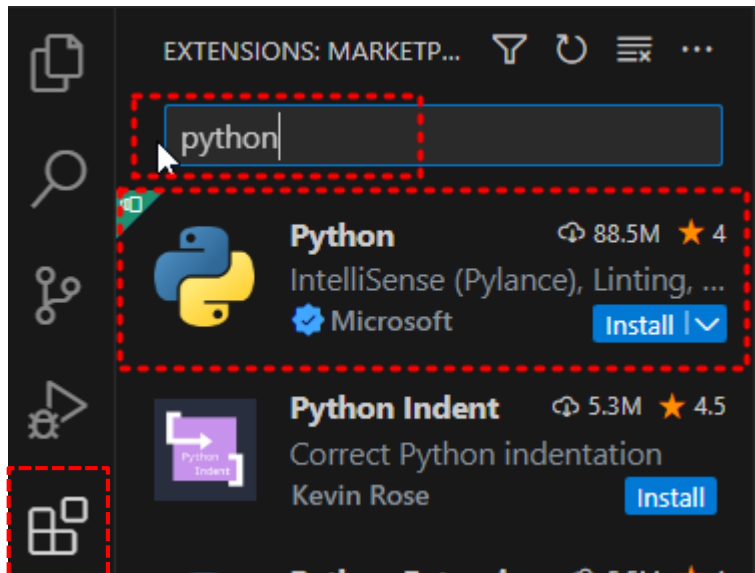 EXTENSIONS: MARKETP...
python
Python 88.5M 4
IntelliSense (Pylance), Linting, ...
Microsoft Install
Python Indent 5.3M 4.5
Python
Indent
Correct Python indentation
Kevin Rose Install